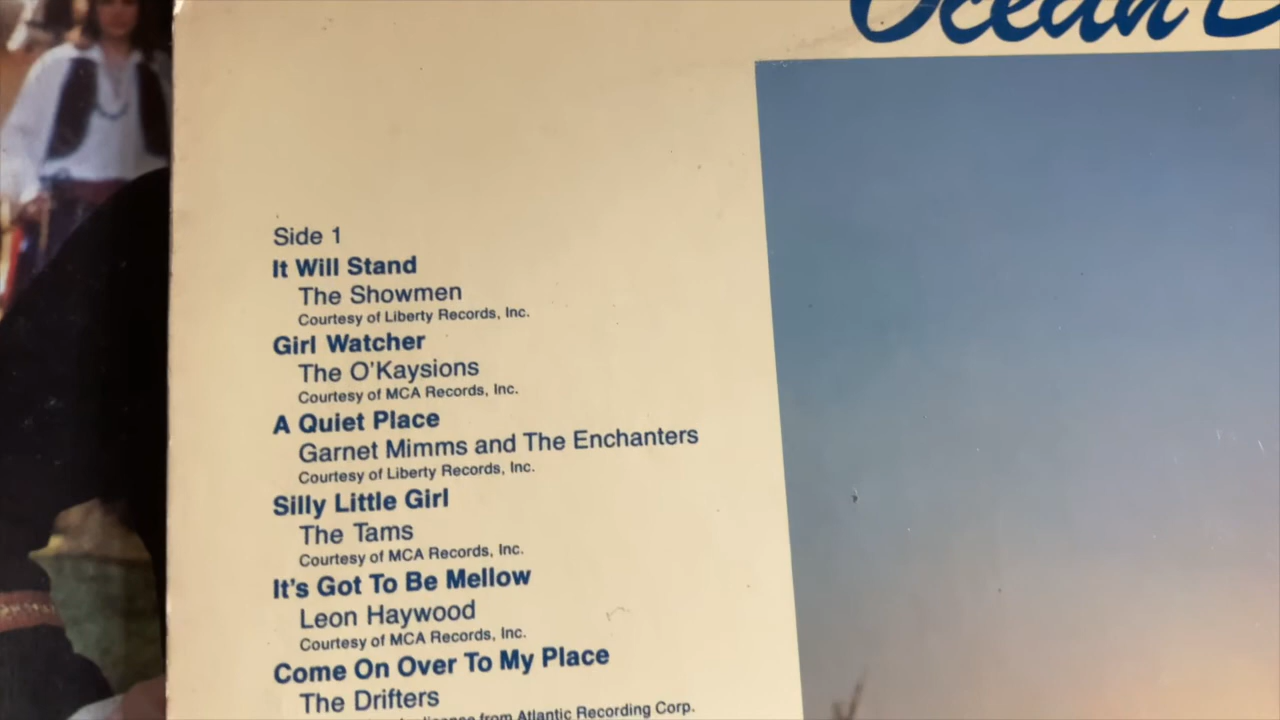 Ocean
Side 1
It Will Stand
The Showmen
Courtesy of Liberty Records, Inc.
Girl Watcher
The O'Kaysions
Courtesy of MCA Records, Inc.
A Quiet Place
Garnet Mimms and The Enchanters
Courtesy of Liberty Records, Inc.
Silly Little Girl
The Tams
Courtesy of MCA Records, Inc.
It's Got To Be Mellow
Leon Haywood
Courtesy of MCA Records, Inc.
Come On Over To My Place
The Drifters
from Atlantic Recording Corp.